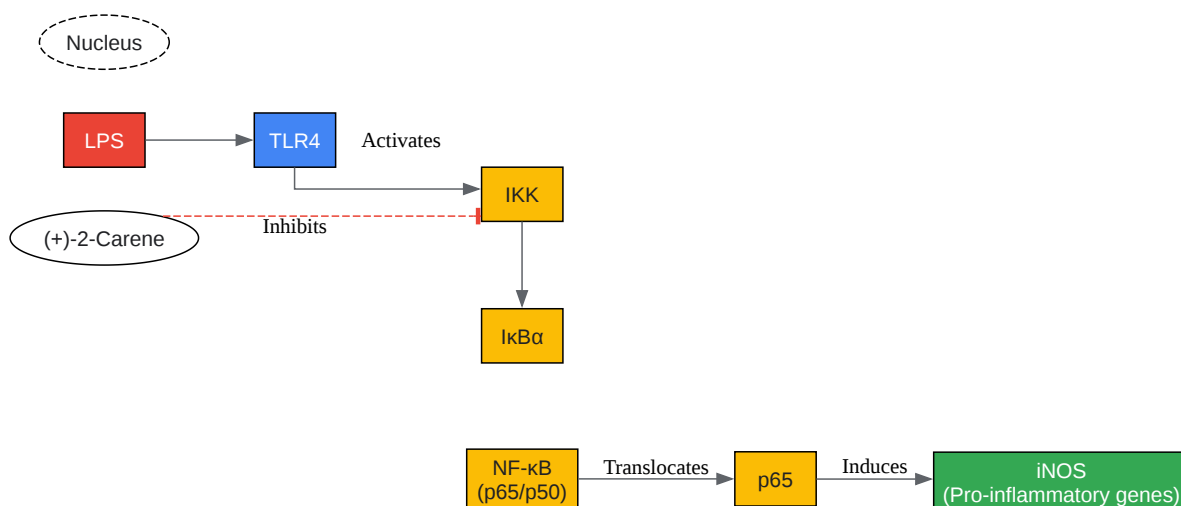 Nucleus
LPS
TLR4
Activates
IKK
Inhibits
(+)-2-Carene
IκBα
NF-κB
(p65/p50)
Translocates
p65
Induces
iNOS
(Pro-inflammatory genes)